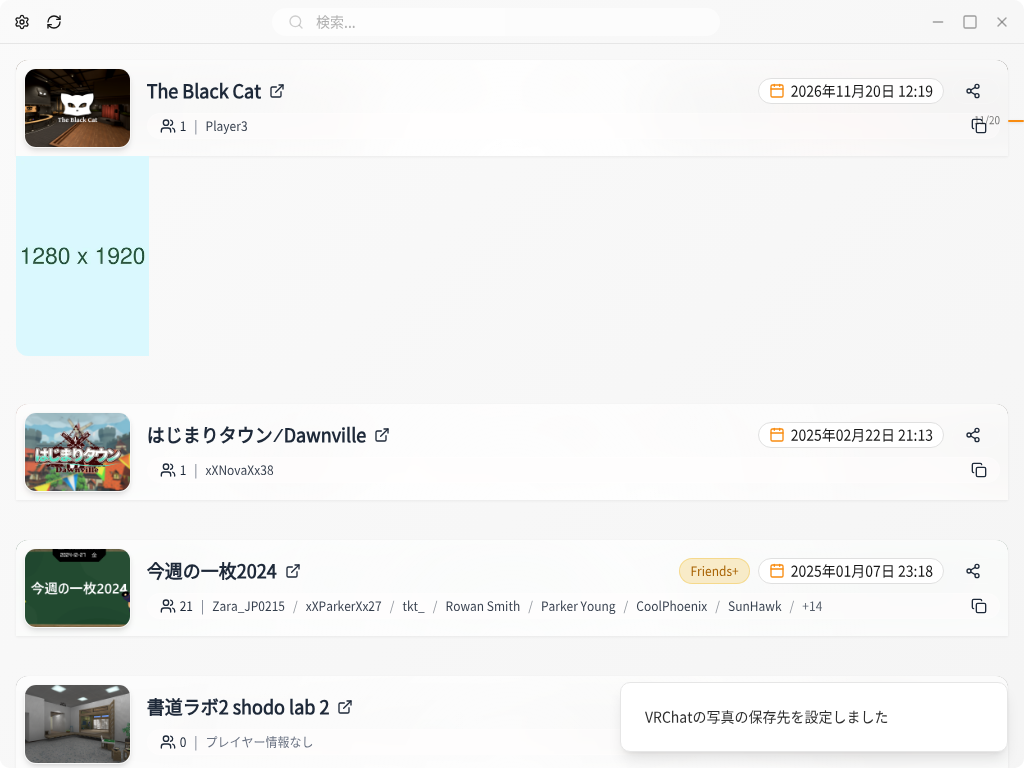 検索...
The Black Cat
The Black Cat
2026年11月20日 12:19
1 | Player3
11/20
1280 x 1920
はじまりタウン
Dawnville
はじまりタウン/Dawnville
2025年02月22日 21:13
1 | xXNovaXx38
今週の一枚2024
今週の一枚2024
Friends+
2025年01月07日 23:18
21 | Zara_JP0215 / xXParkerXx27 / tkt_ / Rowan Smith / Parker Young / CoolPhoenix / SunHawk / +14
書道ラボ2 shodo lab 2
0 | プレイヤー情報なし
VRChatの写真の保存先を設定しました